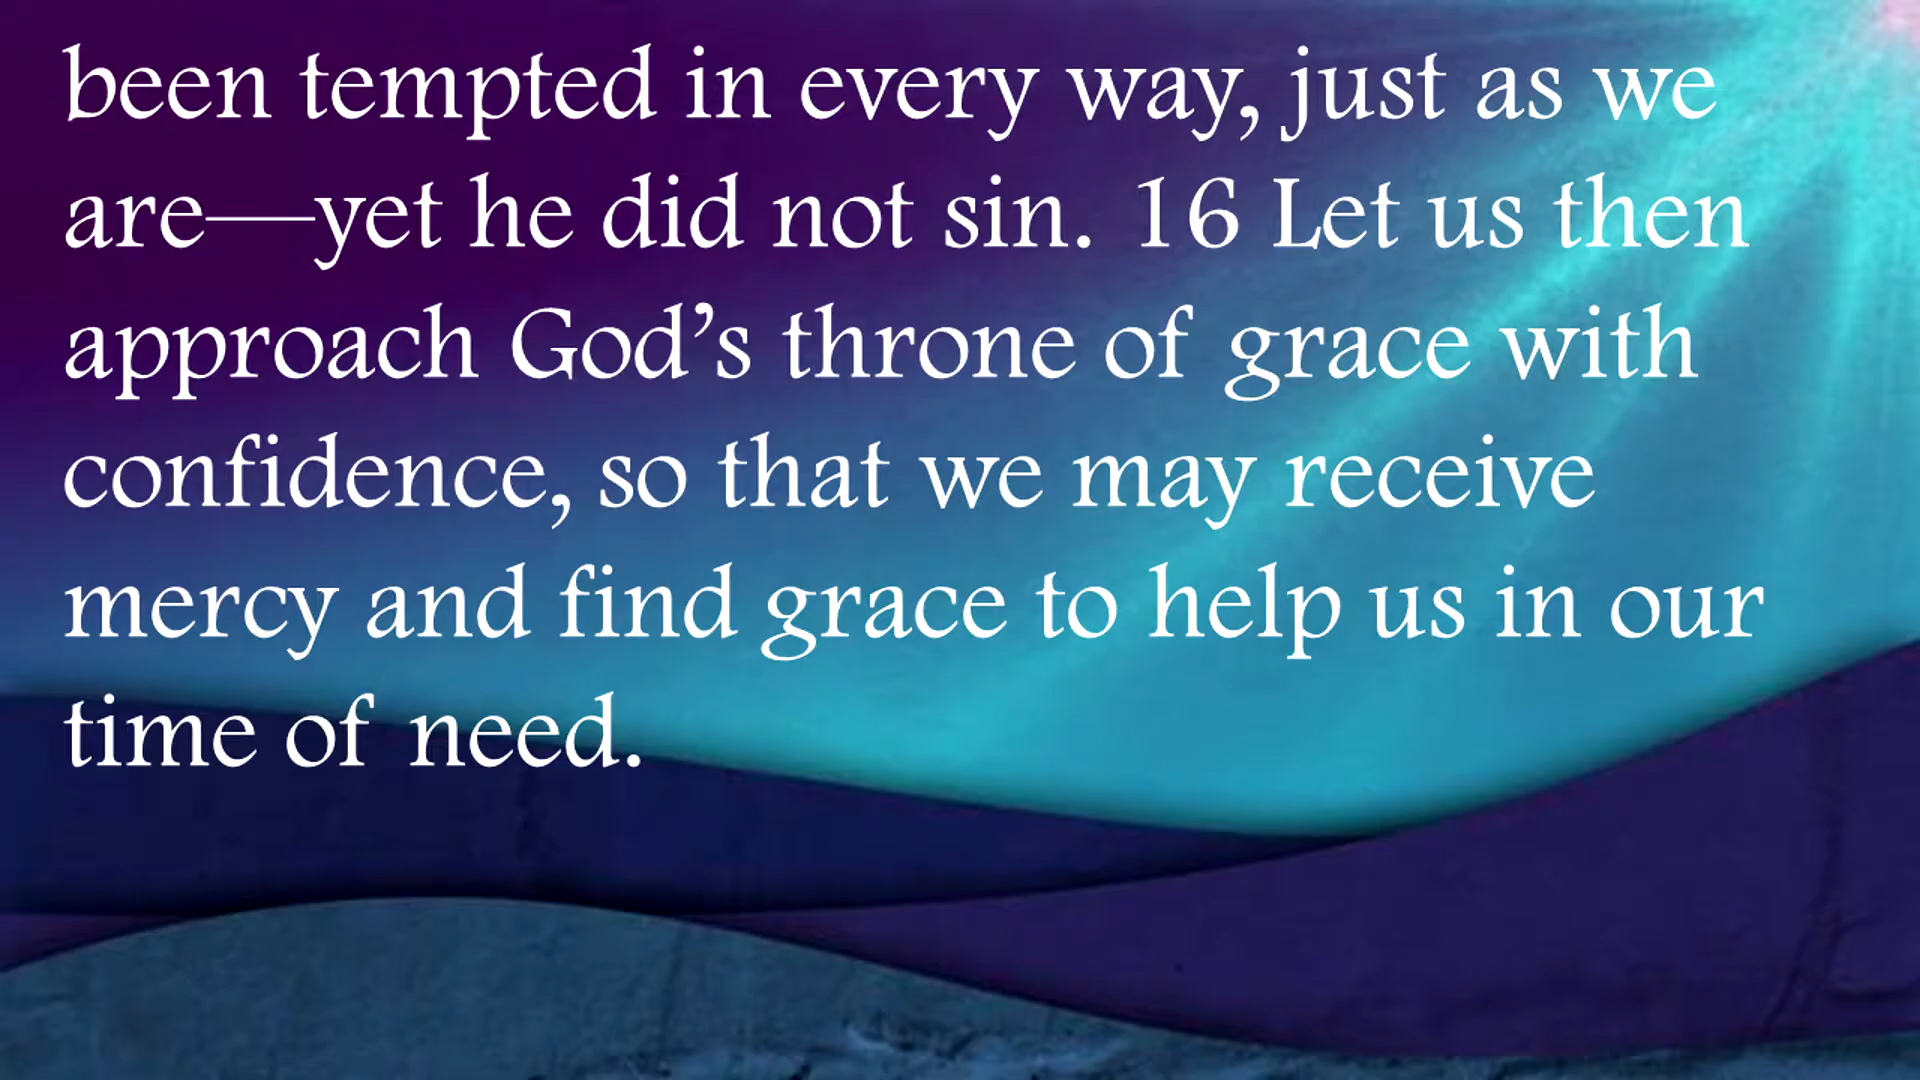 been tempted in every way, just as we
are—yet he did not sin. 16 Let us then
approach God’s throne of grace with
confidence, so that we may receive
mercy and find grace to help us in our
time of need.